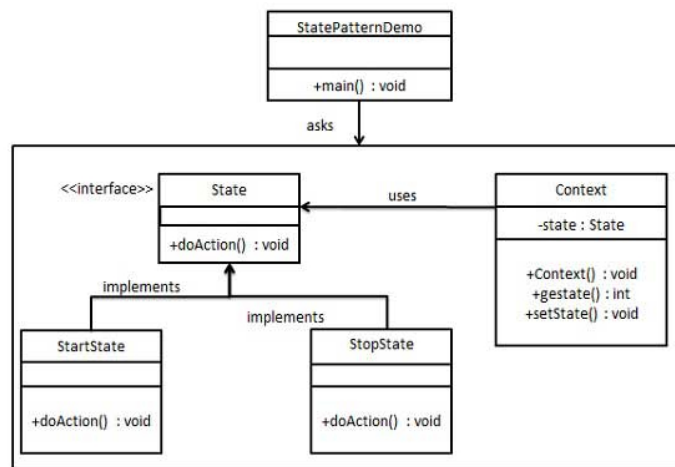 StatePatternDemo
+main() : void
asks
<<interface>>
State
+doAction() : void
uses
Context
-state : State
+Context() : void
+gestate() : int
+setState() : void
implements
implements
StartState
+doAction() : void
StopState
+doAction() : void